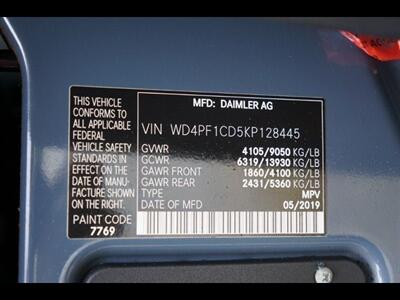 MFD. DAIMLER AG
THIS VEHICLE
CONFORMS TO
ALL APPLICABLE
FEDERAL
VEHICLE SAFETY
STANDARDS IN
EFFECT ON THE
DATE OF MANU-
FACTURE SHOWN
ON THE RIGHT.
PAINT CODE
7769
VIN WD4PF1CD5KP128445
GVWR 4105/9050 KG/LB
GCWR 6319/13930 KG/LB
GAWR FRONT 1860/4100 KG/LB
GAWR REAR 2431/5360 KG/LB
TYPE MPV
DATE OF MFD 05/2019